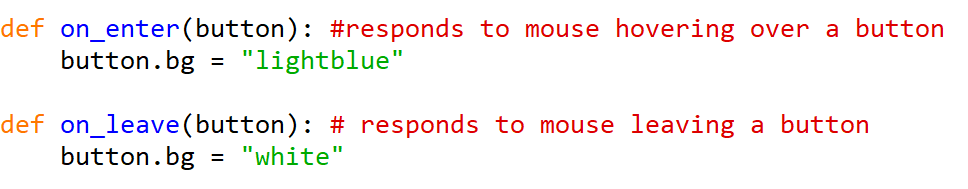 def on_enter(button): #responds to mouse hovering over a button
    button.bg = "lightblue"

def on_leave(button): # responds to mouse leaving a button
    button.bg = "white"